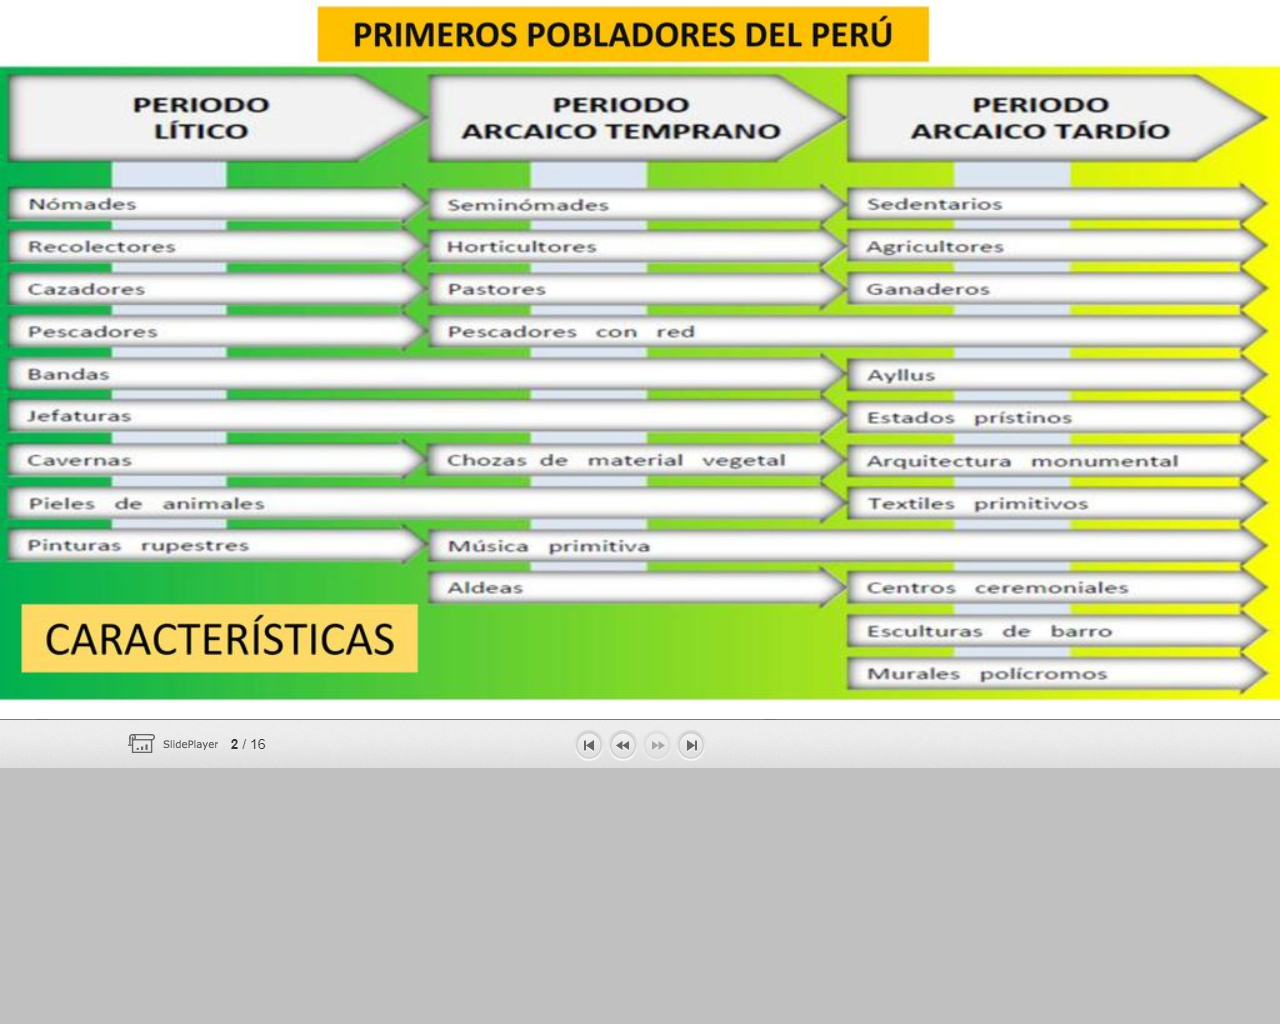 PRIMEROS POBLADORES DEL PERÚ
PERIODO
LÍTICO
PERIODO
ARCAICO TEMPRANO
PERIODO
ARCAICO TARDÍO
Nómades
Seminómades
Sedentarios
Recolectores
Horticultores
Agricultores
Cazadores
Pastores
Ganaderos
Pescadores
Pescadores con red
Bandas
Ayllus
Jefaturas
Estados prístinos
Cavernas
Chozas de material vegetal
Arquitectura monumental
Pieles de animales
Textiles primitivos
Pinturas rupestres
Música primitiva
Aldeas
Centros ceremoniales
Esculturas de barro
Murales polícromos
CARACTERÍSTICAS
SlidePlayer 2 / 16